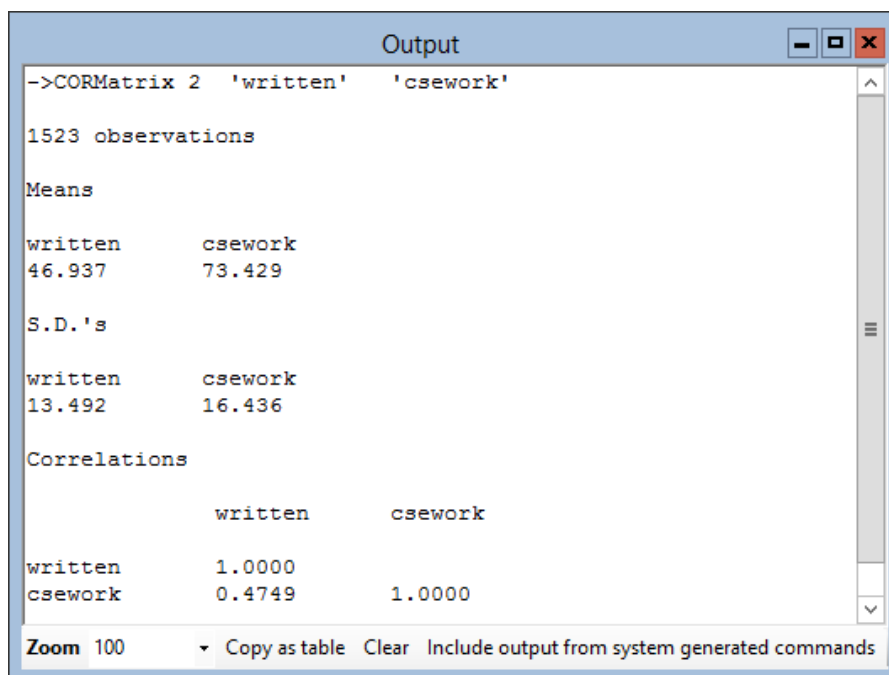 Output
->CORMatrix 2 'written' 'csework'
1523 observations
Means
written csework
46.937 73.429
S.D.'s
written csework
13.492 16.436
Correlations
written csework
written 1.0000
csework 0.4749 1.0000
Zoom 100 Copy as table Clear Include output from system generated commands